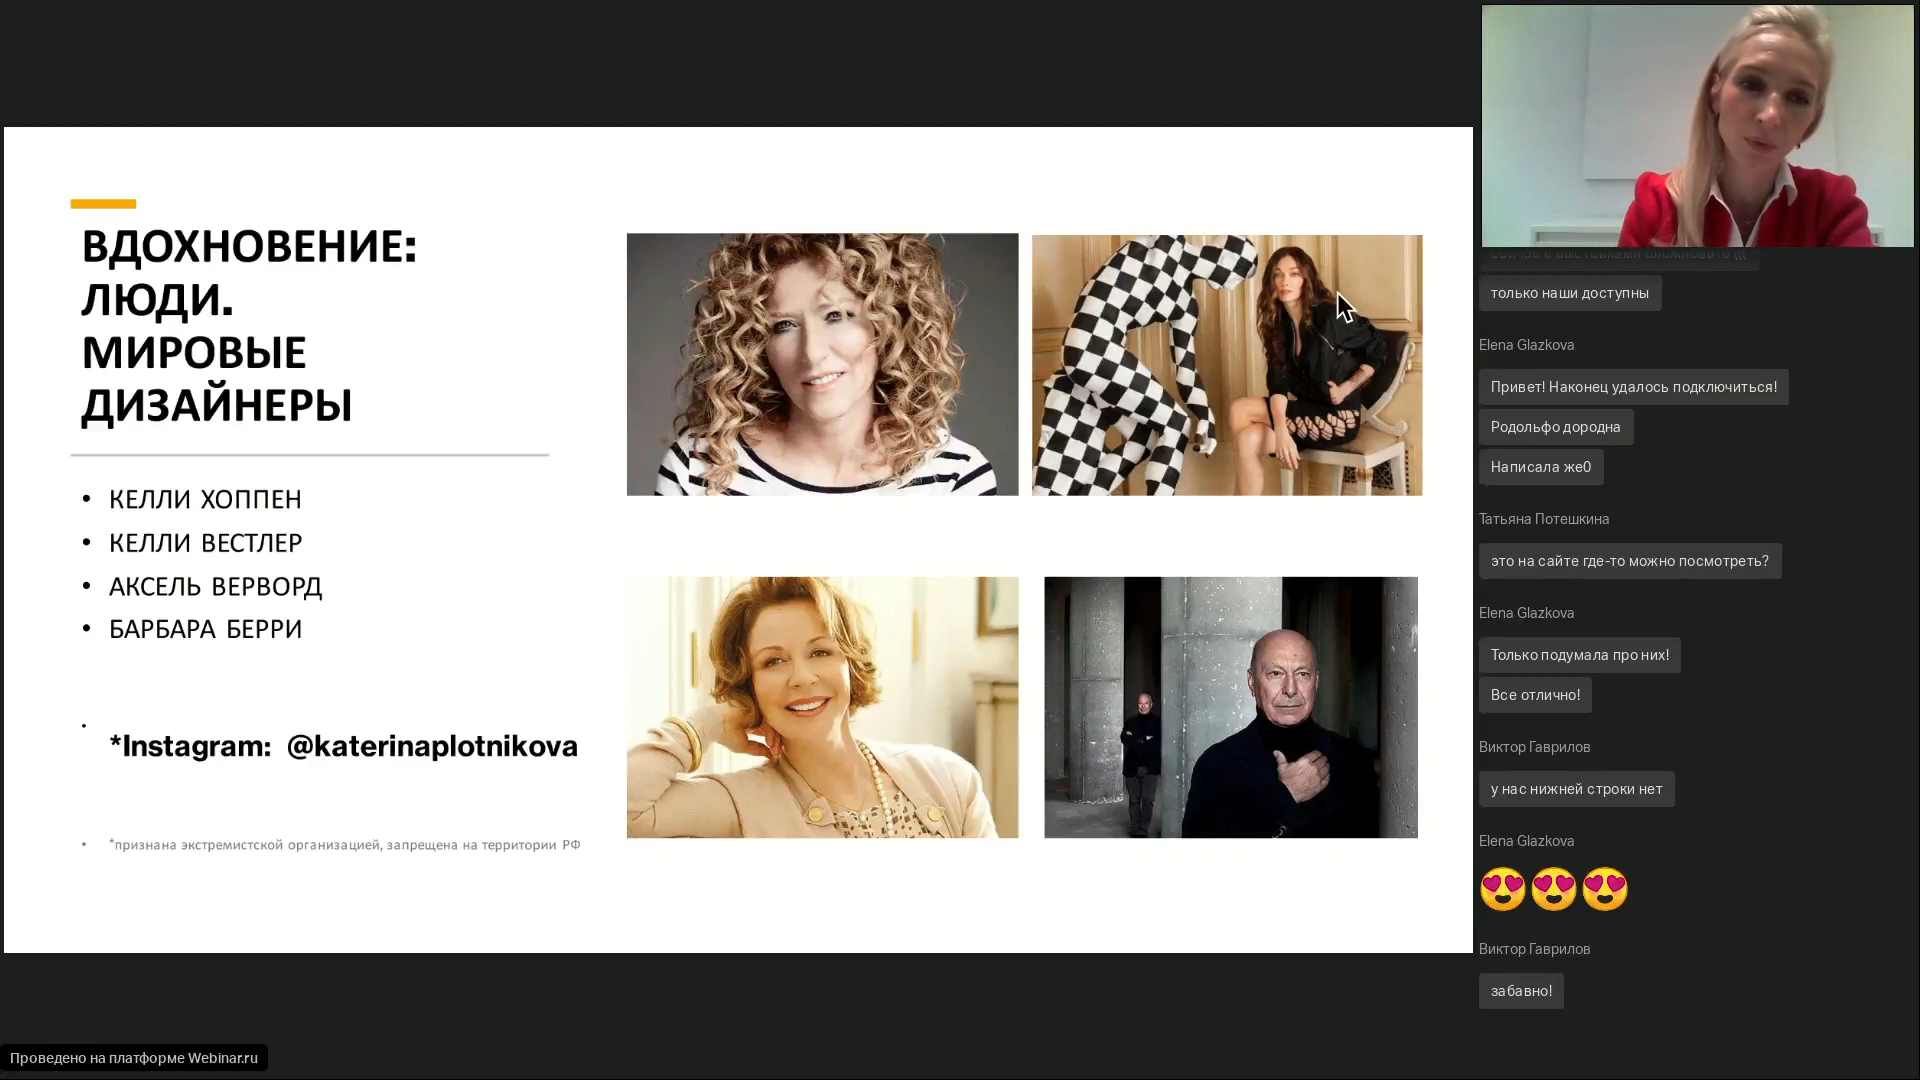 ВДОХНОВЕНИЕ:
ЛЮДИ.
МИРОВЫЕ
ДИЗАЙНЕРЫ
• КЕЛЛИ ХОППЕН
• КЕЛЛИ ВЕСТЛЕР
• АКСЕЛЬ ВЕРВОРД
• БАРБАРА БЕРРИ
• *Instagram: @katerinaplotnikova
• *признана экстремистской организацией, запрещена на территории РФ
только наши доступны
Elena Glazkova
Привет! Наконец удалось подключиться!
Родольфо дородна
Написала же0
Татьяна Потешкина
это на сайте где-то можно посмотреть?
Elena Glazkova
Только подумала про них!
Все отлично!
Виктор Гаврилов
у нас нижней строки нет
Elena Glazkova
😍😍😍
Виктор Гаврилов
забавно!
Проведено на платформе Webinar.ru